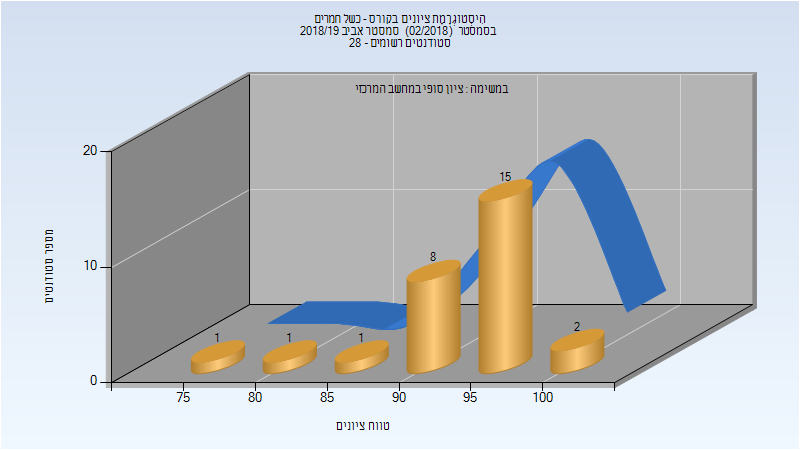 היסטוגרמת ציונים בקורס - כשל חמרים
בסמסטר (02/2018) סמסטר אביב 2018/19
סטודנטים רשומים - 28
במשימה : ציון סופי במחשב המרכזי
20
10
0
מספר סטודנטים
1
1
1
8
15
2
75
80
85
90
95
100
טווח ציונים